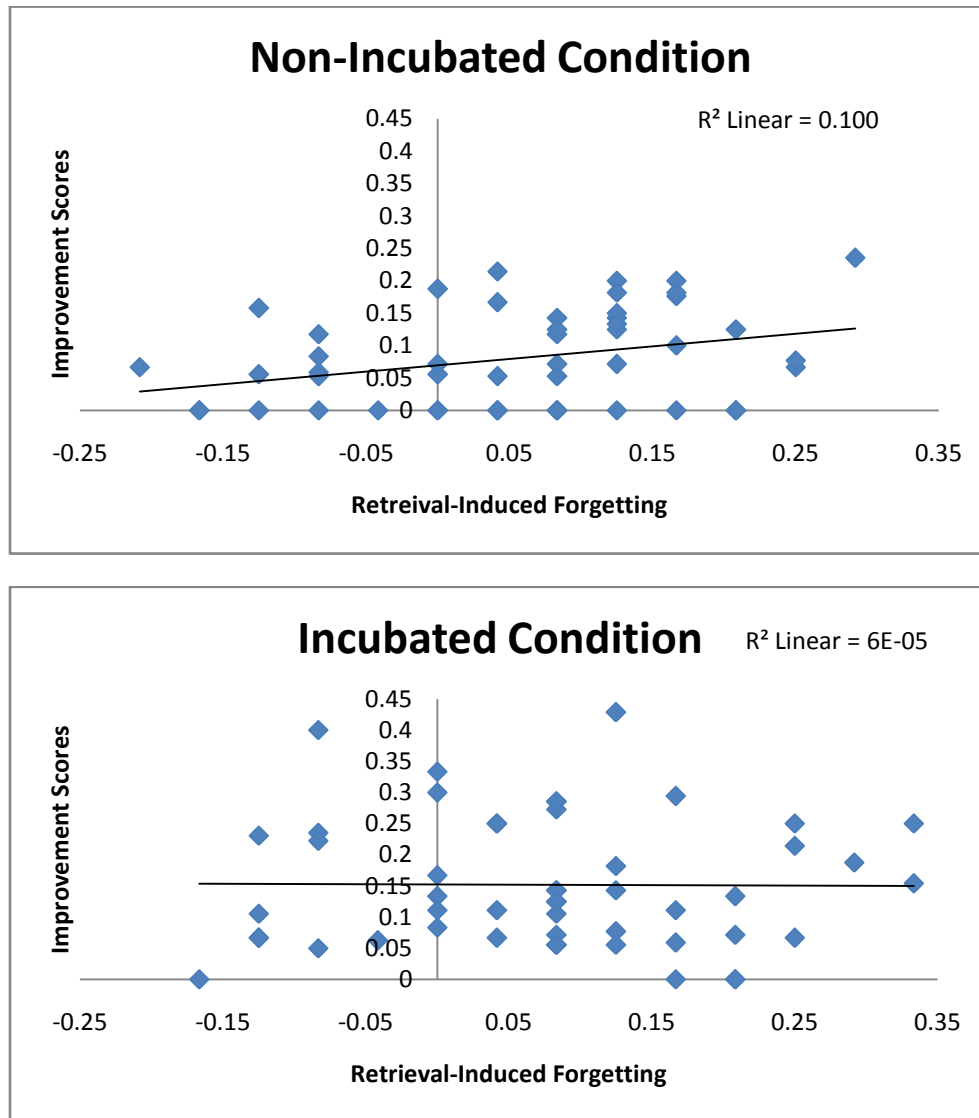 Non-Incubated Condition
R² Linear = 0.100
Improvement Scores
0.45
0.4
0.35
0.3
0.25
0.2
0.15
0.1
0.05
0
-0.25 -0.15 -0.05 0.05 0.15 0.25 0.35
Retreival-Induced Forgetting
Incubated Condition
R² Linear = 6E-05
Improvement Scores
0.45
0.4
0.35
0.3
0.25
0.2
0.15
0.1
0.05
0
-0.25 -0.15 -0.05 0.05 0.15 0.25 0.35
Retrieval-Induced Forgetting